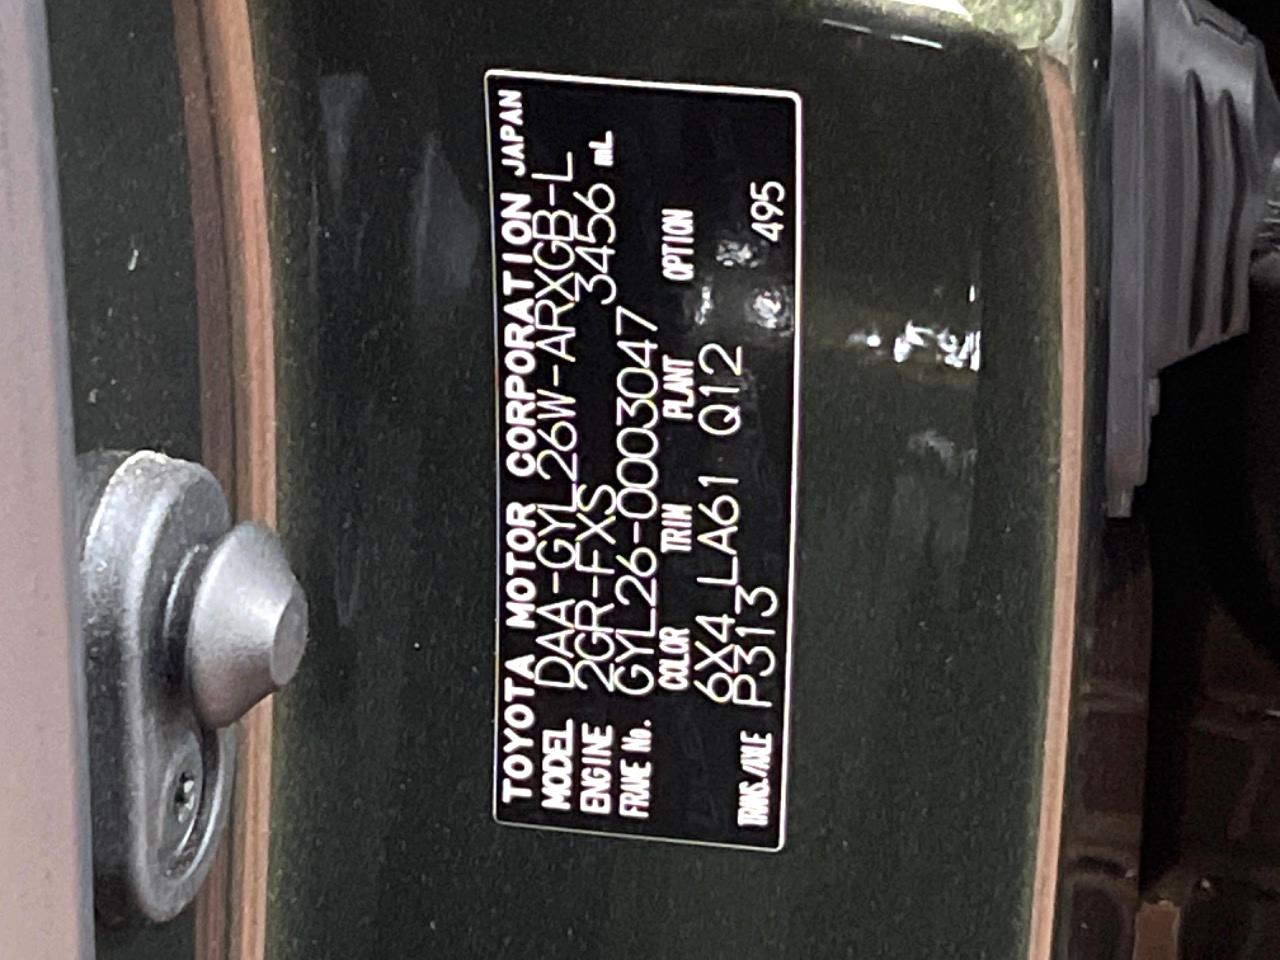 TOYOTA MOTOR CORPORATION JAPAN
MODEL DAA-GYL26W-ARXGB-L
ENGINE 2GR-FXS 3456 mL
FRAME No. GYL26-0003047
COLOR TRIM PLANT OPTION
6X4 LA61 Q12
TRANS./AXLE P313 495